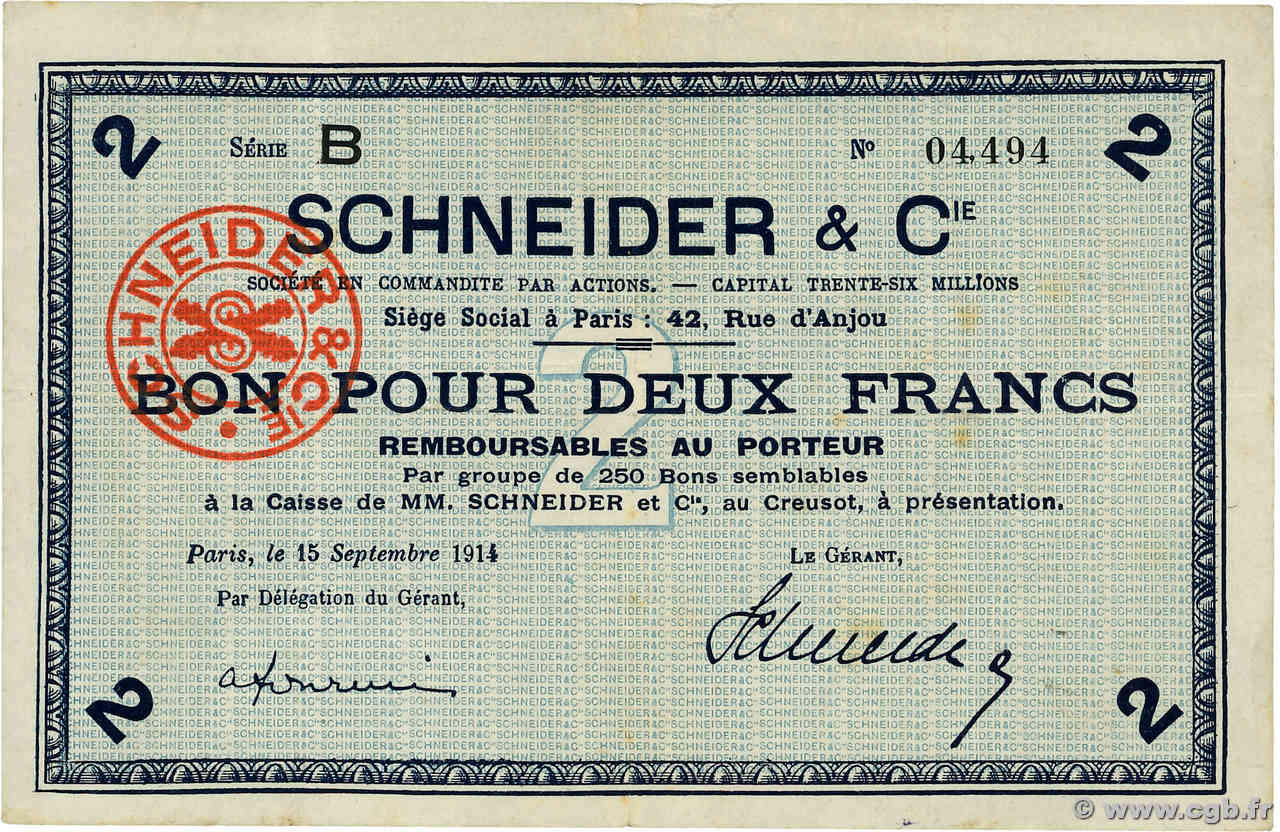 2 2
SÉRIE B No 04,494
SCHNEIDER & CIE
SOCIÉTÉ EN COMMANDITE PAR ACTIONS. — CAPITAL TRENTE-SIX MILLIONS
Siège Social à Paris : 42, Rue d'Anjou
SCHNEIDER & CIE
2
BON POUR DEUX FRANCS
REMBOURSABLES AU PORTEUR
Par groupe de 250 Bons semblables
à la Caisse de MM. SCHNEIDER et Cie, au Creusot, à présentation.
Paris, le 15 Septembre 1914 LE GÉRANT,
Par Délégation du Gérant,
Schneider
2 2
© www.cgb.fr